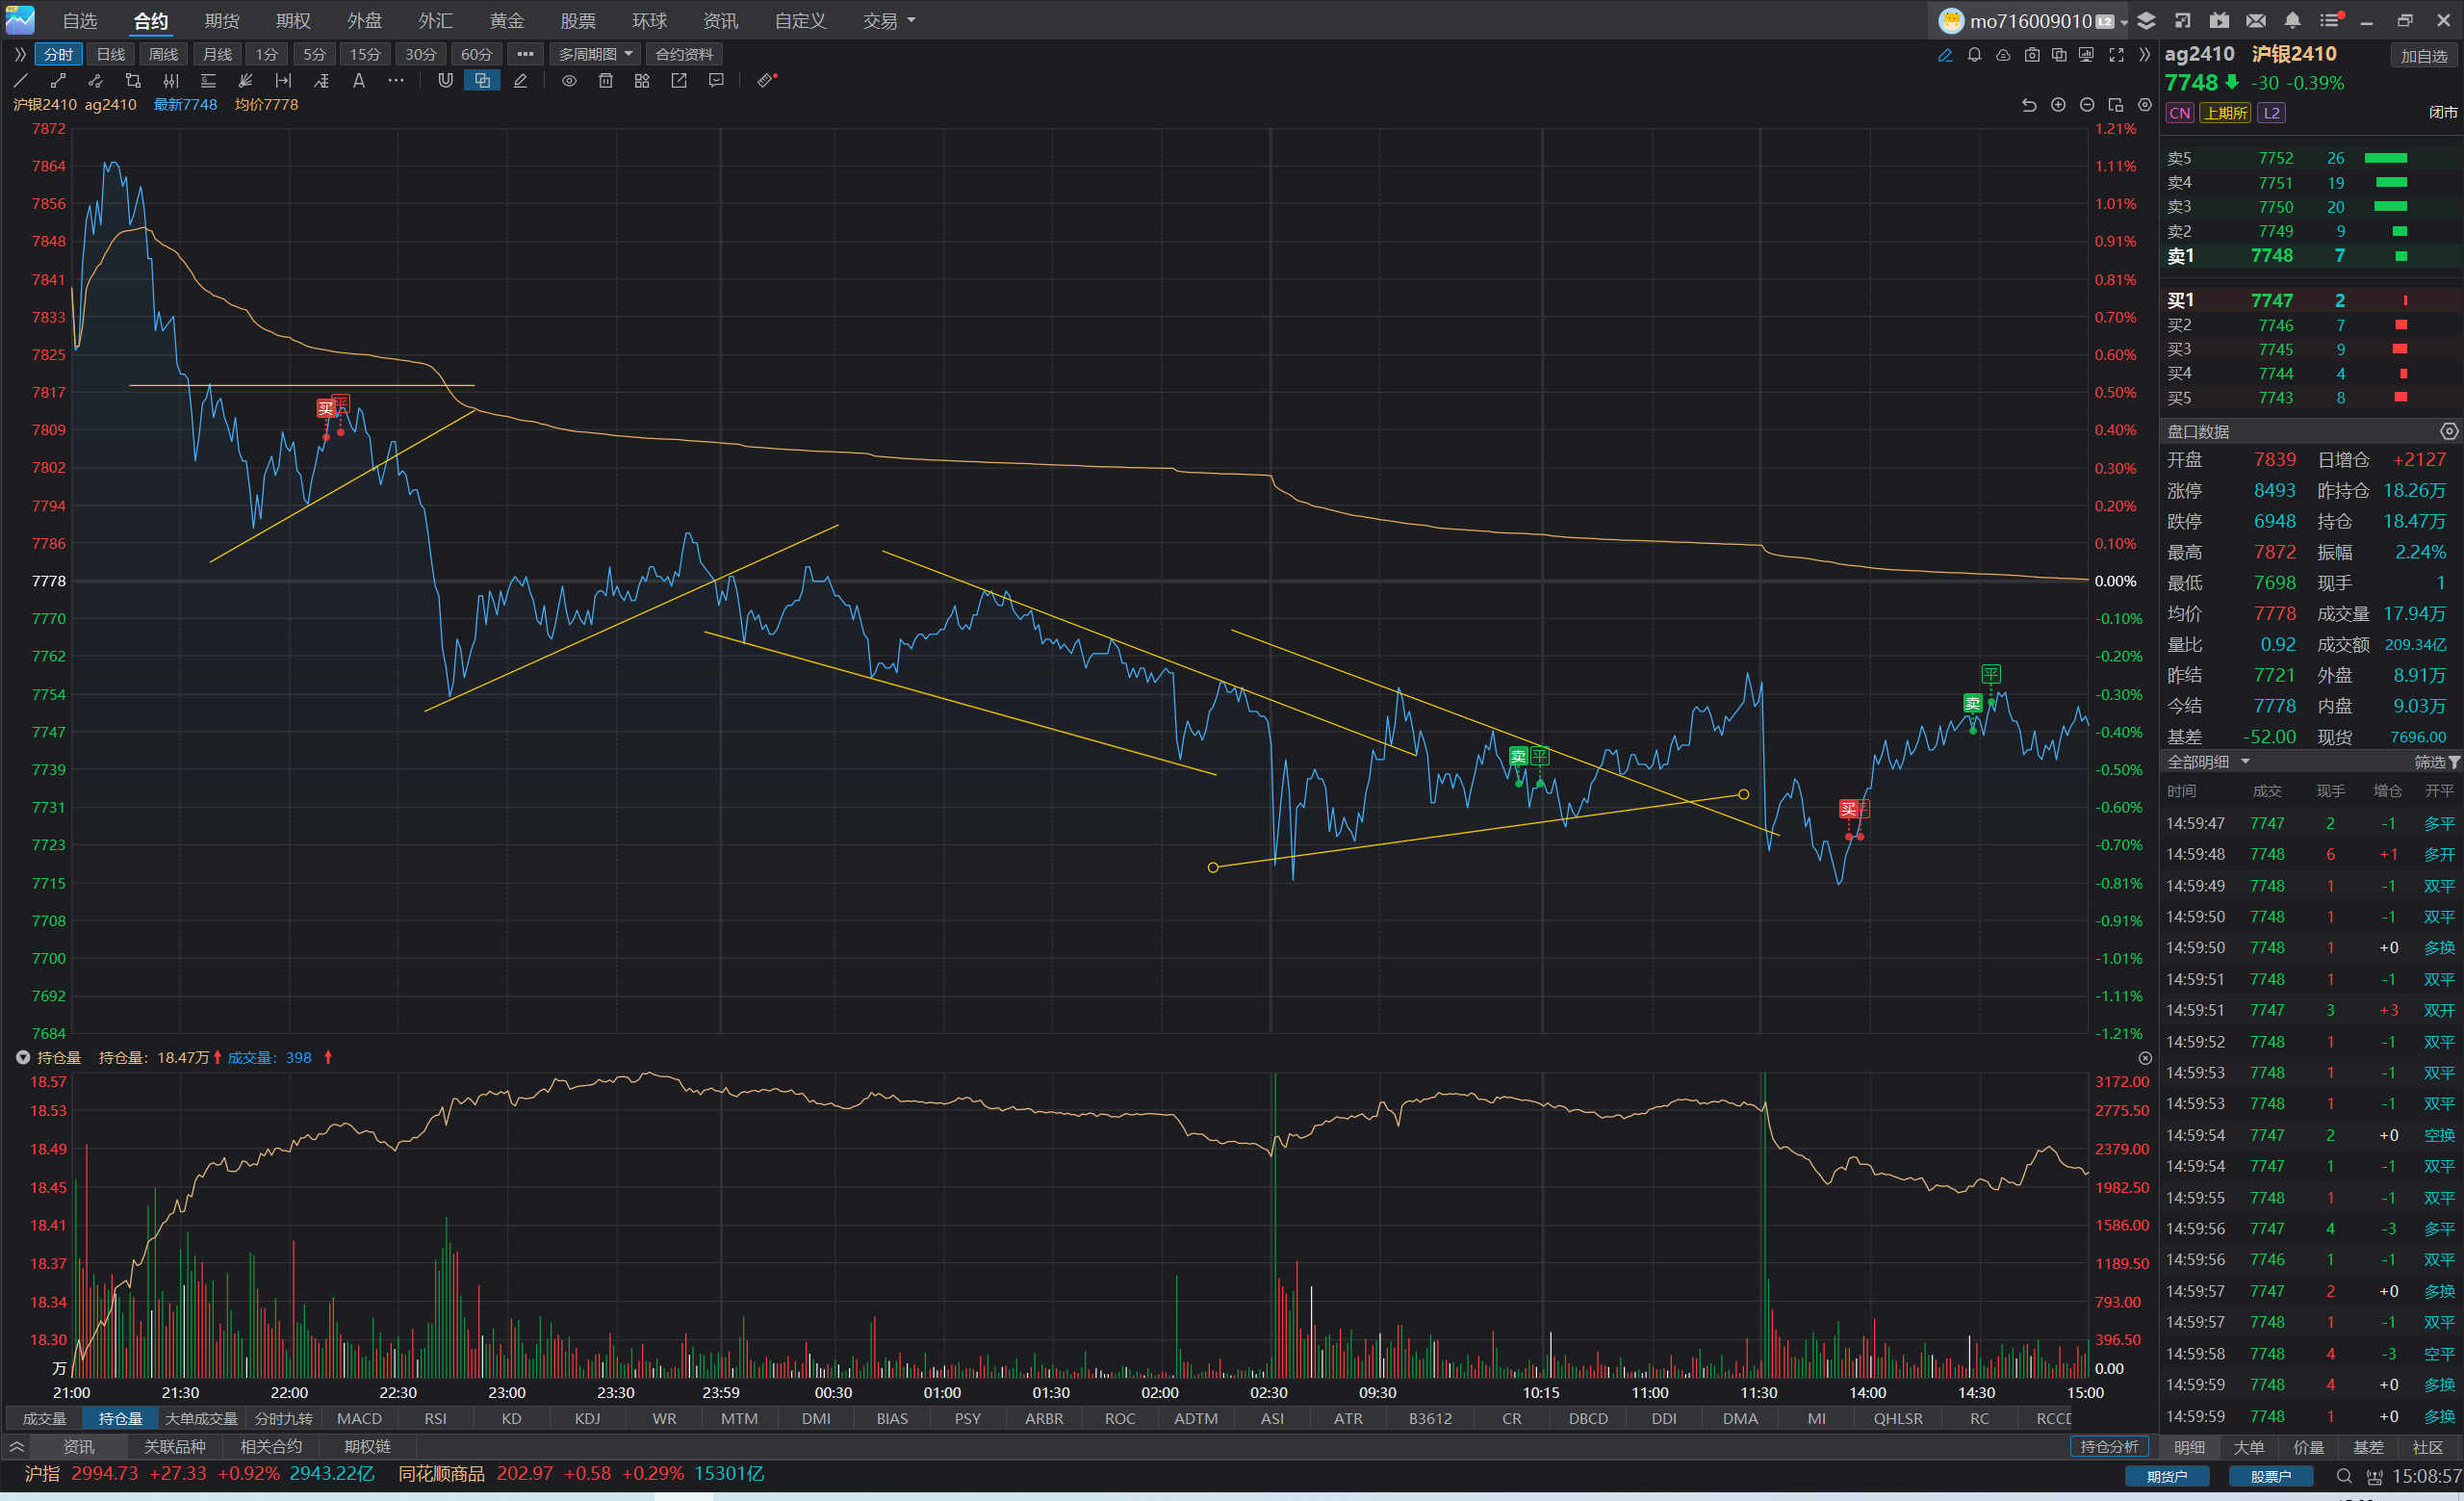 自选 合约 期货 期权 外盘 外汇 黄金 股票 环球 资讯 自定义 交易 mo716009010 L2
分时 日线 周线 月线 1分 5分 15分 30分 60分 ••• 多周期图 合约资料
沪银2410 ag2410 最新7748 均价7778
7872 1.21%
7864 1.11%
7856 1.01%
7848 0.91%
7841 0.81%
7833 0.70%
7825 0.60%
7817 0.50%
7809 0.40%
7802 0.30%
7794 0.20%
7786 0.10%
7778 0.00%
7770 -0.10%
7762 -0.20%
7754 -0.30%
7747 -0.40%
7739 -0.50%
7731 -0.60%
7723 -0.70%
7715 -0.81%
7708 -0.91%
7700 -1.01%
7692 -1.11%
7684 -1.21%
买 平
卖 平
买 平
卖 平
持仓量 持仓量: 18.47万 成交量: 398
18.57 3172.00
18.53 2775.50
18.49 2379.00
18.45 1982.50
18.41 1586.00
18.37 1189.50
18.34 793.00
18.30 396.50
万 0.00
21:00 21:30 22:00 22:30 23:00 23:30 23:59 00:30 01:00 01:30 02:00 02:30 09:30 10:15 11:00 11:30 14:00 14:30 15:00
成交量 持仓量 大单成交量 分时九转 MACD RSI KD KDJ WR MTM DMI BIAS PSY ARBR ROC ADTM ASI ATR B3612 CR DBCD DDI DMA MI QHLSR RC
资讯 关联品种 相关合约 期权链 持仓分析
ag2410 沪银2410 加自选
7748 -30 -0.39%
CN 上期所 L2 闭市
卖5 7752 26
卖4 7751 19
卖3 7750 20
卖2 7749 9
卖1 7748 7
买1 7747 2
买2 7746 7
买3 7745 9
买4 7744 4
买5 7743 8
盘口数据
开盘 7839 日增仓 +2127
涨停 8493 昨持仓 18.26万
跌停 6948 持仓 18.47万
最高 7872 振幅 2.24%
最低 7698 现手 1
均价 7778 成交量 17.94万
量比 0.92 成交额 209.34亿
昨结 7721 外盘 8.91万
今结 7778 内盘 9.03万
基差 -52.00 现货 7696.00
全部明细 筛选
时间 成交 现手 增仓 开平
14:59:47 7747 2 -1 多平
14:59:48 7748 6 +1 多开
14:59:49 7748 1 -1 双平
14:59:50 7748 1 -1 双平
14:59:50 7748 1 +0 多换
14:59:51 7748 1 -1 双平
14:59:51 7747 3 +3 双开
14:59:52 7748 1 -1 双平
14:59:53 7748 1 -1 双平
14:59:53 7748 1 -1 双平
14:59:54 7747 2 +0 空换
14:59:54 7747 1 -1 双平
14:59:55 7748 1 -1 双平
14:59:56 7747 4 -3 多平
14:59:56 7746 1 -1 双平
14:59:57 7747 2 +0 多换
14:59:57 7748 1 -1 双平
14:59:58 7748 4 -3 空平
14:59:59 7748 4 +0 多换
14:59:59 7748 1 +0 多换
明细 大单 价量 基差 社区
沪指 2994.73 +27.33 +0.92% 2943.22亿 同花顺商品 202.97 +0.58 +0.29% 15301亿 期货户 股票户 15:08:57